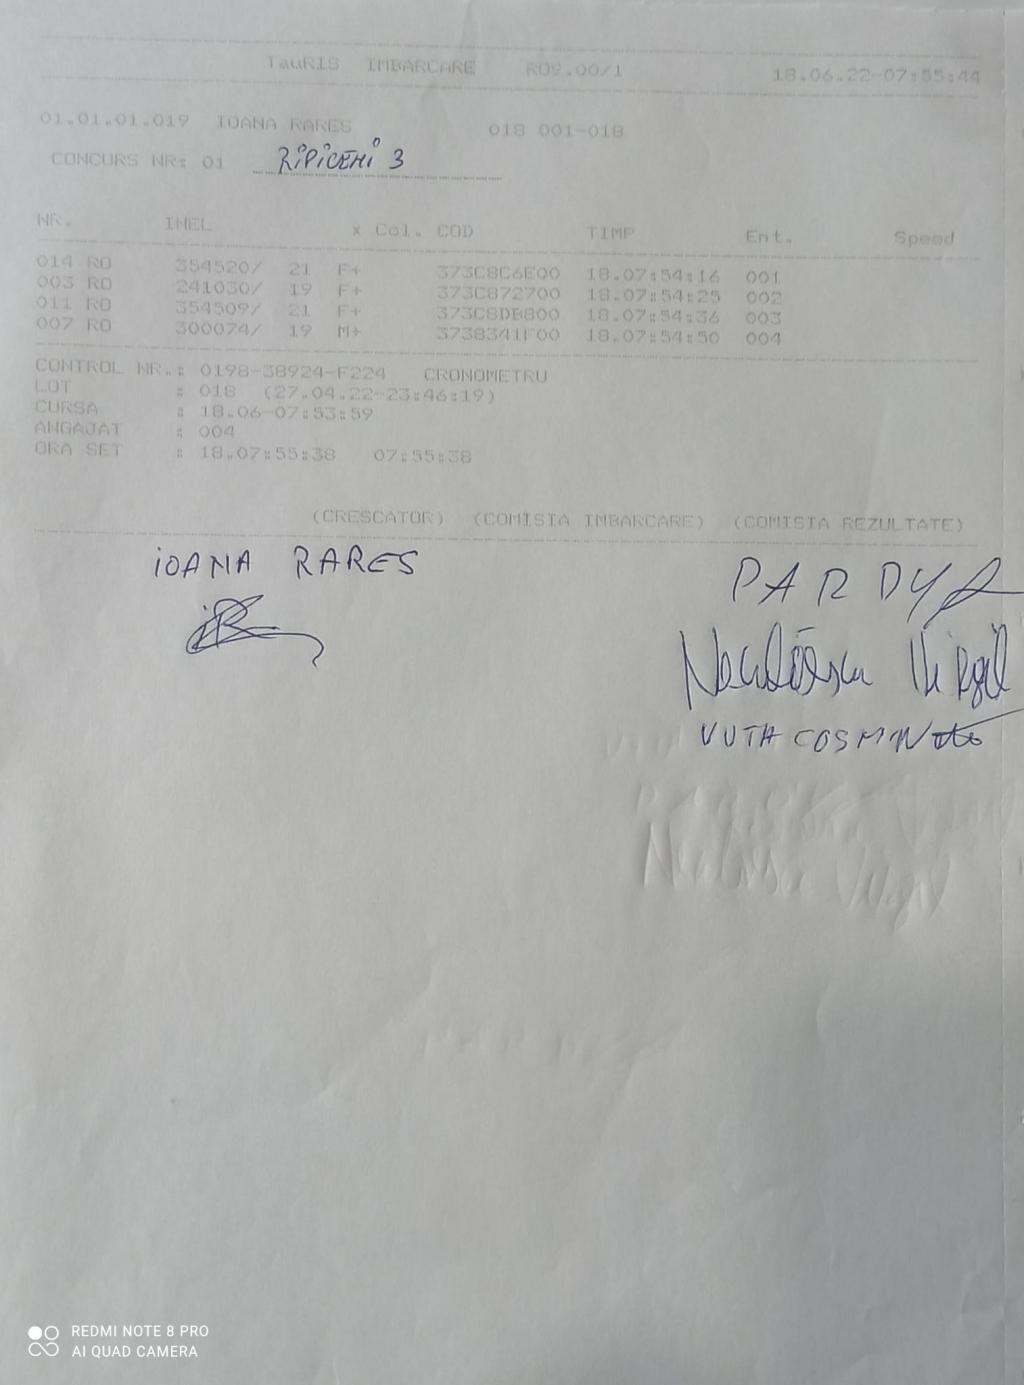 TauRIS IMBARCARE RO9.00/1 18.06.22-07:55:44
01.01.01.019 IOANA RARES 018 001-018
CONCURS NR: 01 RiPiCENi 3
NR. INEL x Col. COD TIMP Ent. Speed
014 RO 354520/ 21 F+ 373C8C6E00 18.07:54:16 001
003 RO 241030/ 19 F+ 373C872700 18.07:54:25 002
011 RO 354509/ 21 F+ 373C8DB800 18.07:54:36 003
007 RO 300074/ 19 M+ 3738341F00 18.07:54:50 004
CONTROL NR.: 0198-38924-F224 CRONOMETRU
LOT : 018 (27.04.22-23:46:19)
CURSA : 18.06-07:53:59
ANGAJAT : 004
ORA SET : 18.07:55:38 07:55:38
(CRESCATOR) (COMISIA IMBARCARE) (COMISIA REZULTATE)
iOANA RARES
PARDY
VUTA COSMIN
REDMI NOTE 8 PRO
AI QUAD CAMERA